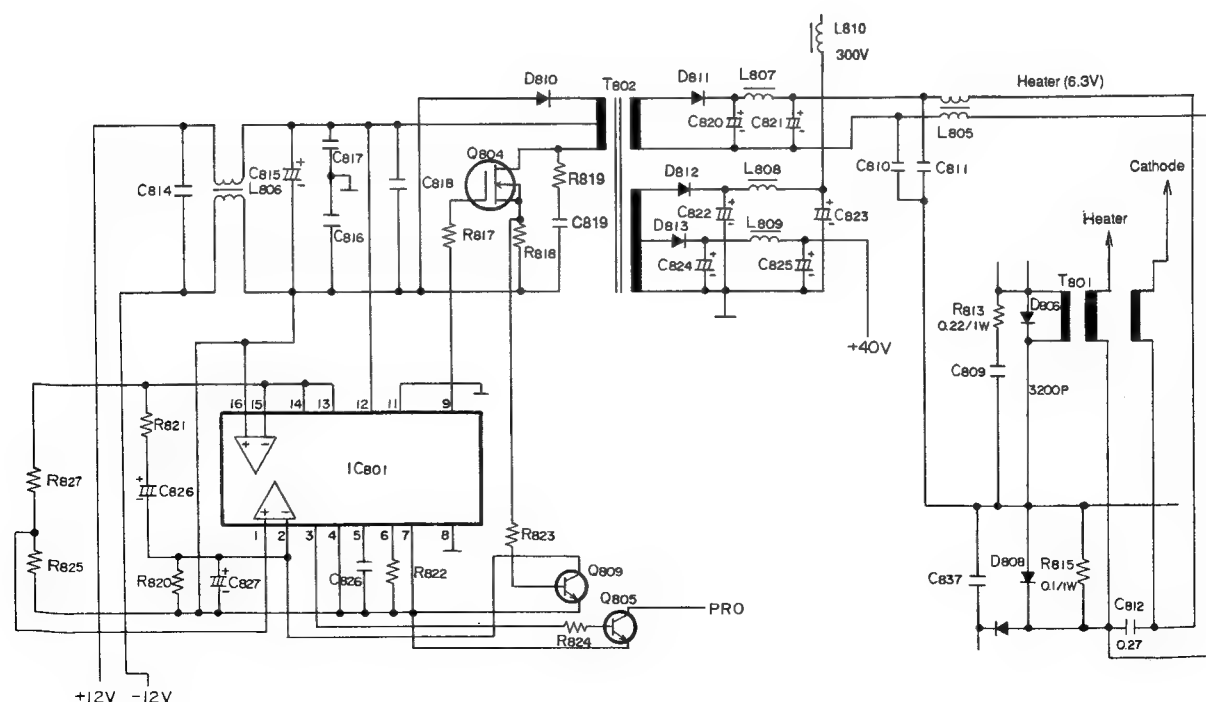 L810
300V
D810
T802
D811
L807
Heater (6.3V)
C820
C821
L805
C817
Q804
C814
C815
L806
C818
R819
D812
L808
C810
C811
Cathode
C816
R817
R818
C819
C822
D813
L809
C823
Heater
C824
C825
T801
R813
0.22/1W
D806
+40V
C809
3200P
16
15
14
13
12
11
9
R821
IC801
R827
C826
1
2
3
4
5
6
7
8
R823
R825
R820
C827
C826
R822
Q809
D808
R815
0.1/1W
C837
Q805
PRO
C812
R824
0.27
+12V
-12V